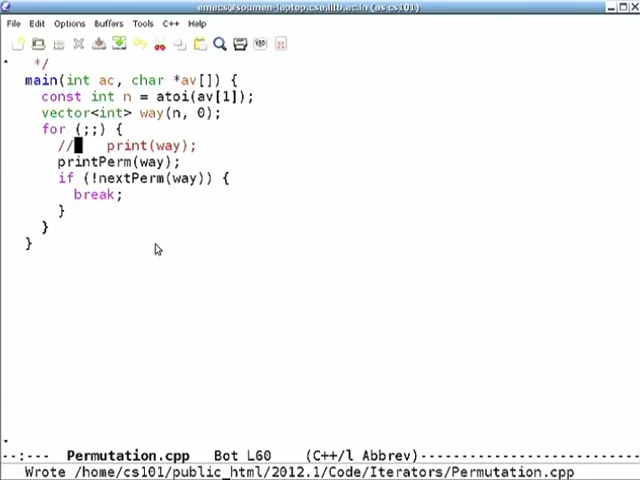 emacs@soumen-laptop.cse.iitb.ac.in (as cs101)
File Edit Options Buffers Tools C++ Help
*/
main(int ac, char *av[]) {
const int n = atoi(av[1]);
vector<int> way(n, 0);
for (;;) {
// print(way);
printPerm(way);
if (!nextPerm(way)) {
break;
}
}
}
--:--- Permutation.cpp Bot L60 (C++/l Abbrev)----------------------------
Wrote /home/cs101/public_html/2012.1/Code/Iterators/Permutation.cpp